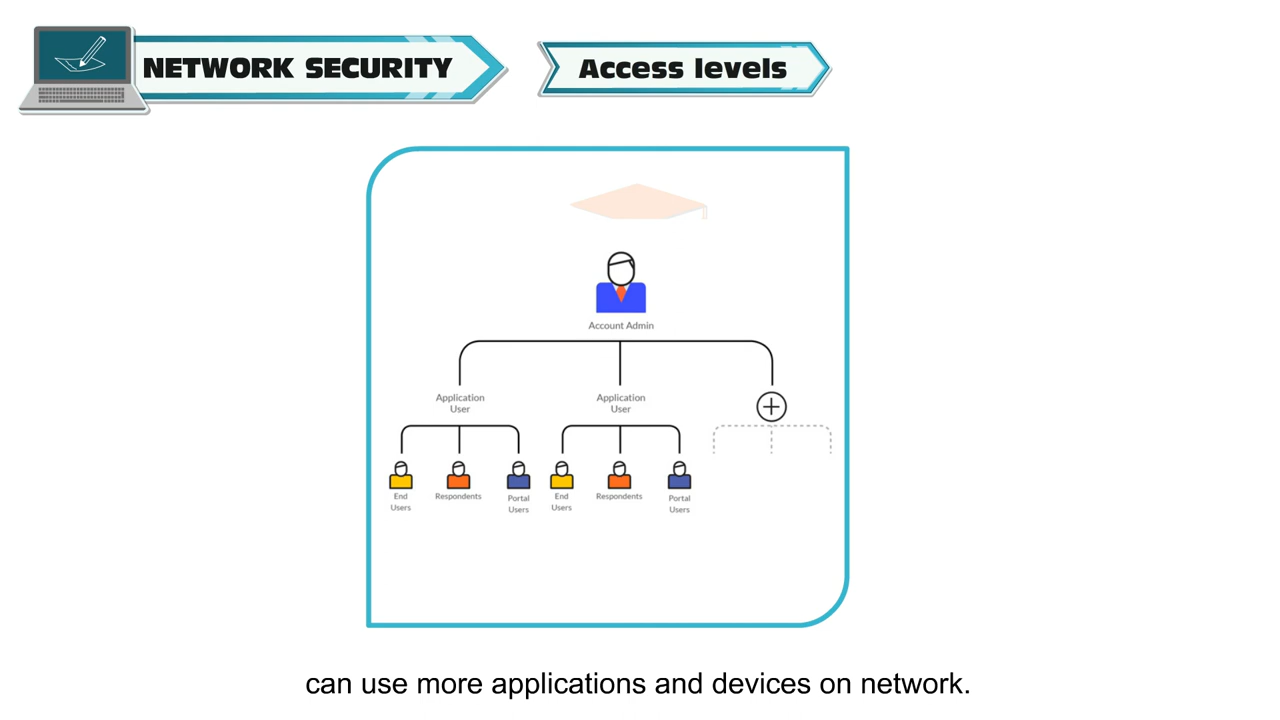 NETWORK SECURITY
Access levels
Account Admin
Application
User
Application
User
End
Users
Respondents
Portal
Users
End
Users
Respondents
Portal
Users
can use more applications and devices on network.